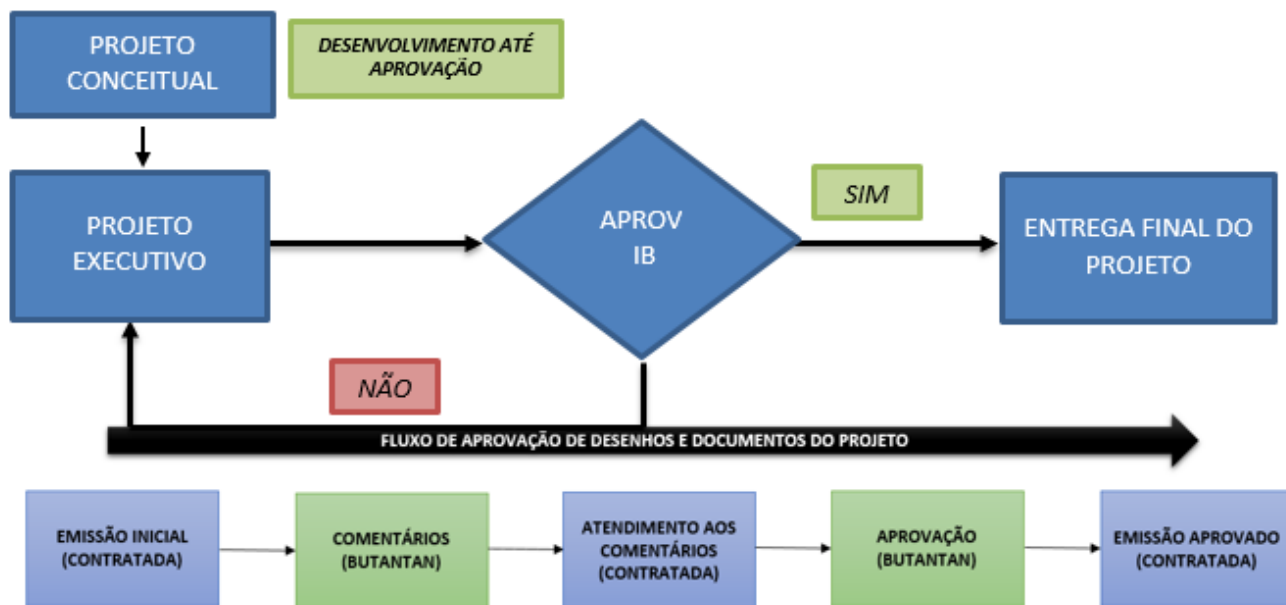 PROJETO
CONCEITUAL
DESENVOLVIMENTO ATÉ
APROVAÇÃO
PROJETO
EXECUTIVO
APROV
IB
SIM
ENTREGA FINAL DO
PROJETO
NÃO
FLUXO DE APROVAÇÃO DE DESENHOS E DOCUMENTOS DO PROJETO
EMISSÃO INICIAL
(CONTRATADA)
COMENTÁRIOS
(BUTANTAN)
ATENDIMENTO AOS
COMENTÁRIOS
(CONTRATADA)
APROVAÇÃO
(BUTANTAN)
EMISSÃO APROVADO
(CONTRATADA)